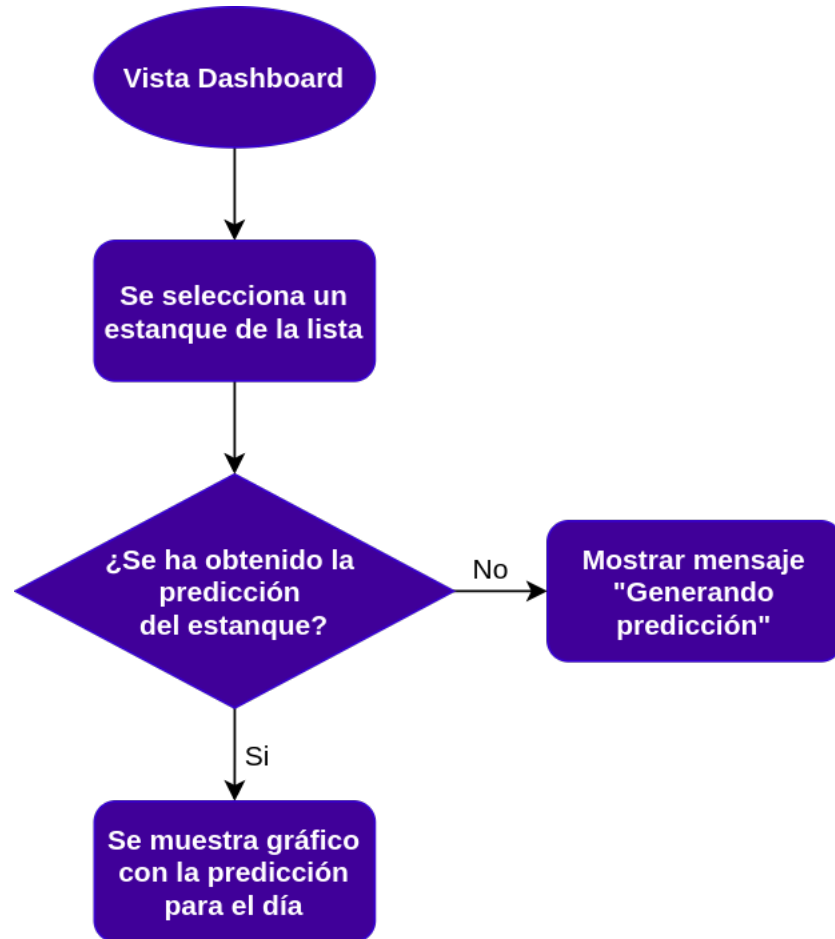 Vista Dashboard
Se selecciona un
estanque de la lista
¿Se ha obtenido la
predicción
del estanque?
No
Mostrar mensaje
"Generando
predicción"
Si
Se muestra gráfico
con la predicción
para el día